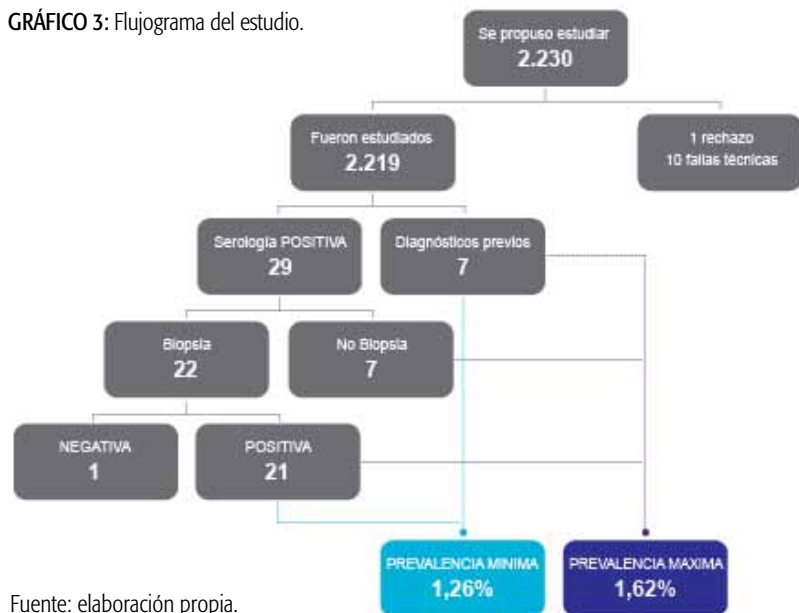 GRÁFICO 3: Flujograma del estudio.
Se propuso estudiar
2.230
Fueron estudiados
2.219
1 rechazo
10 fallas técnicas
Serología POSITIVA
29
Diagnósticos previos
7
Biopsia
22
No Biopsia
7
NEGATIVA
1
POSITIVA
21
PREVALENCIA MINIMA
1,26%
PREVALENCIA MAXIMA
1,62%
Fuente: elaboración propia.